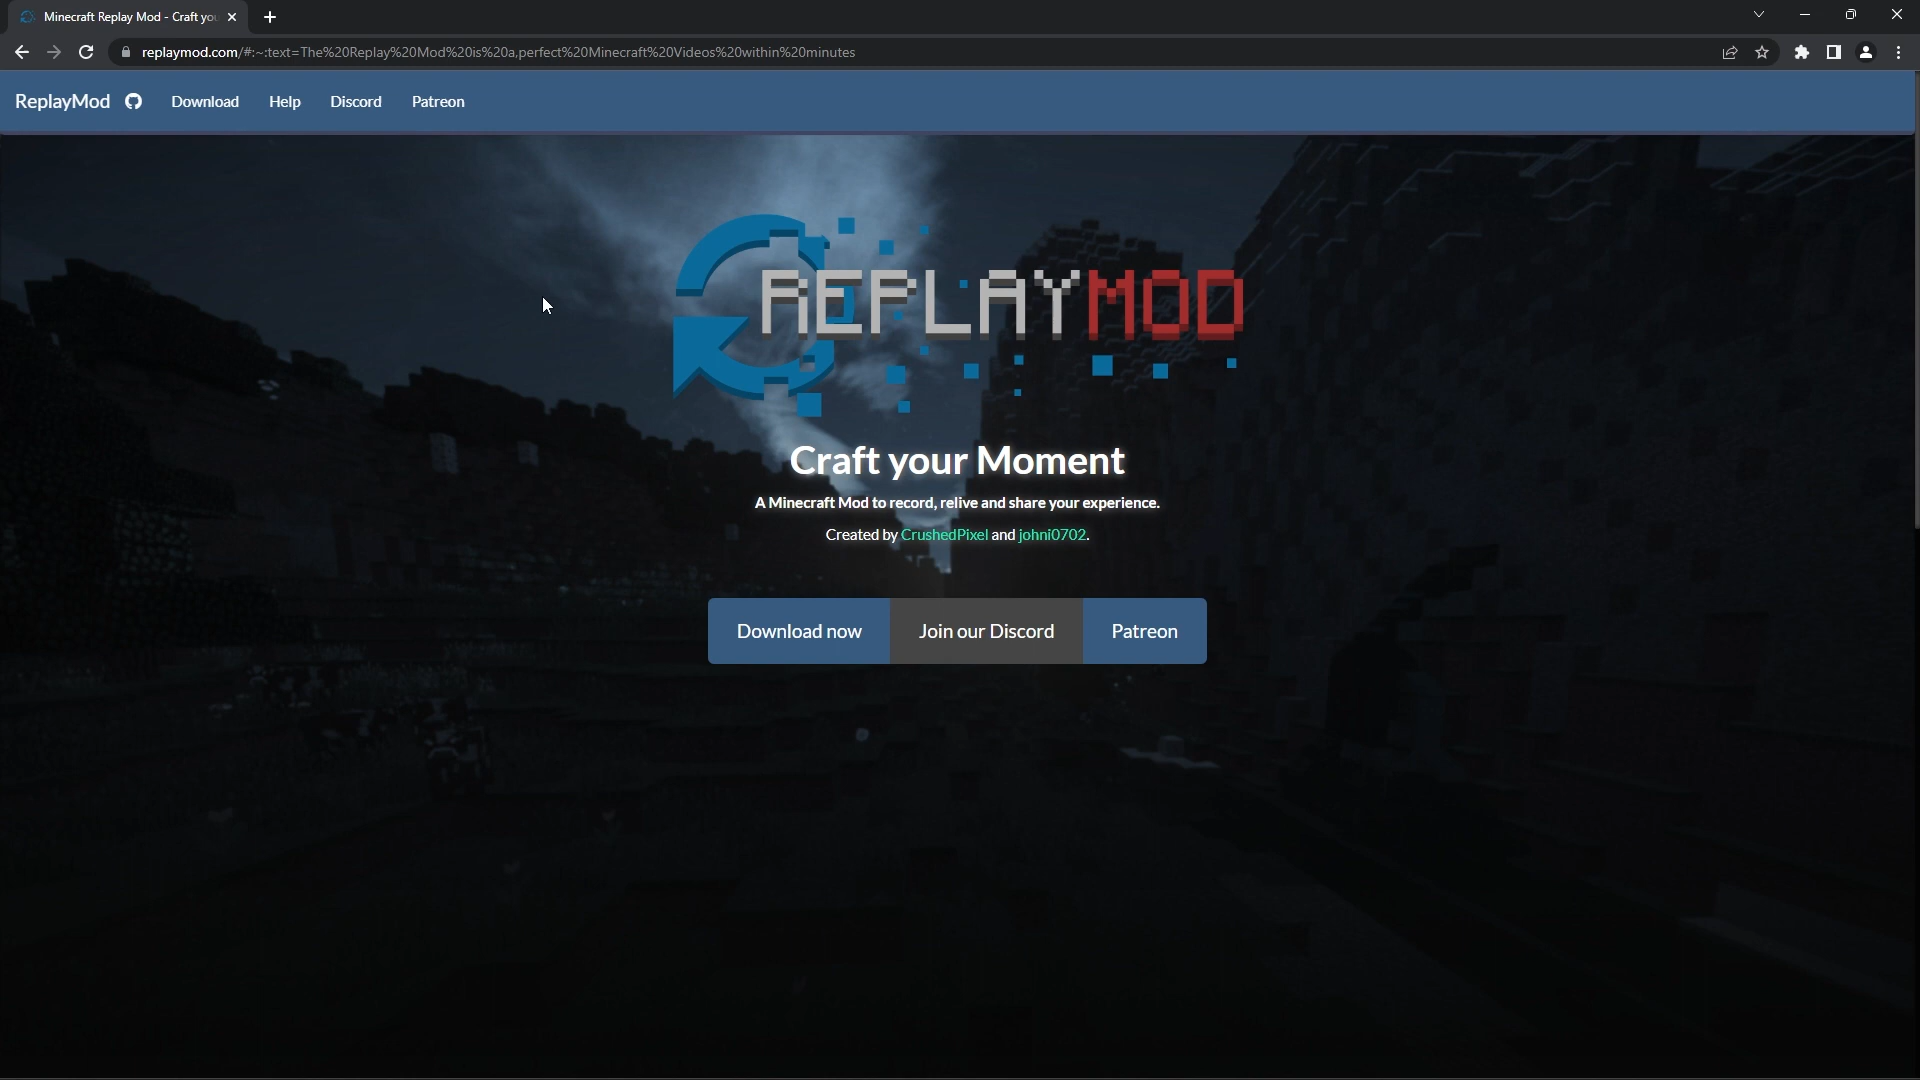 Minecraft Replay Mod - Craft you
replaymod.com/#:~:text=The%20Replay%20Mod%20is%20a,perfect%20Minecraft%20Videos%20within%20minutes
ReplayMod Download Help Discord Patreon
REPLAYMOD
Craft your Moment
A Minecraft Mod to record, relive and share your experience.
Created by CrushedPixel and johni0702.
Download now Join our Discord Patreon